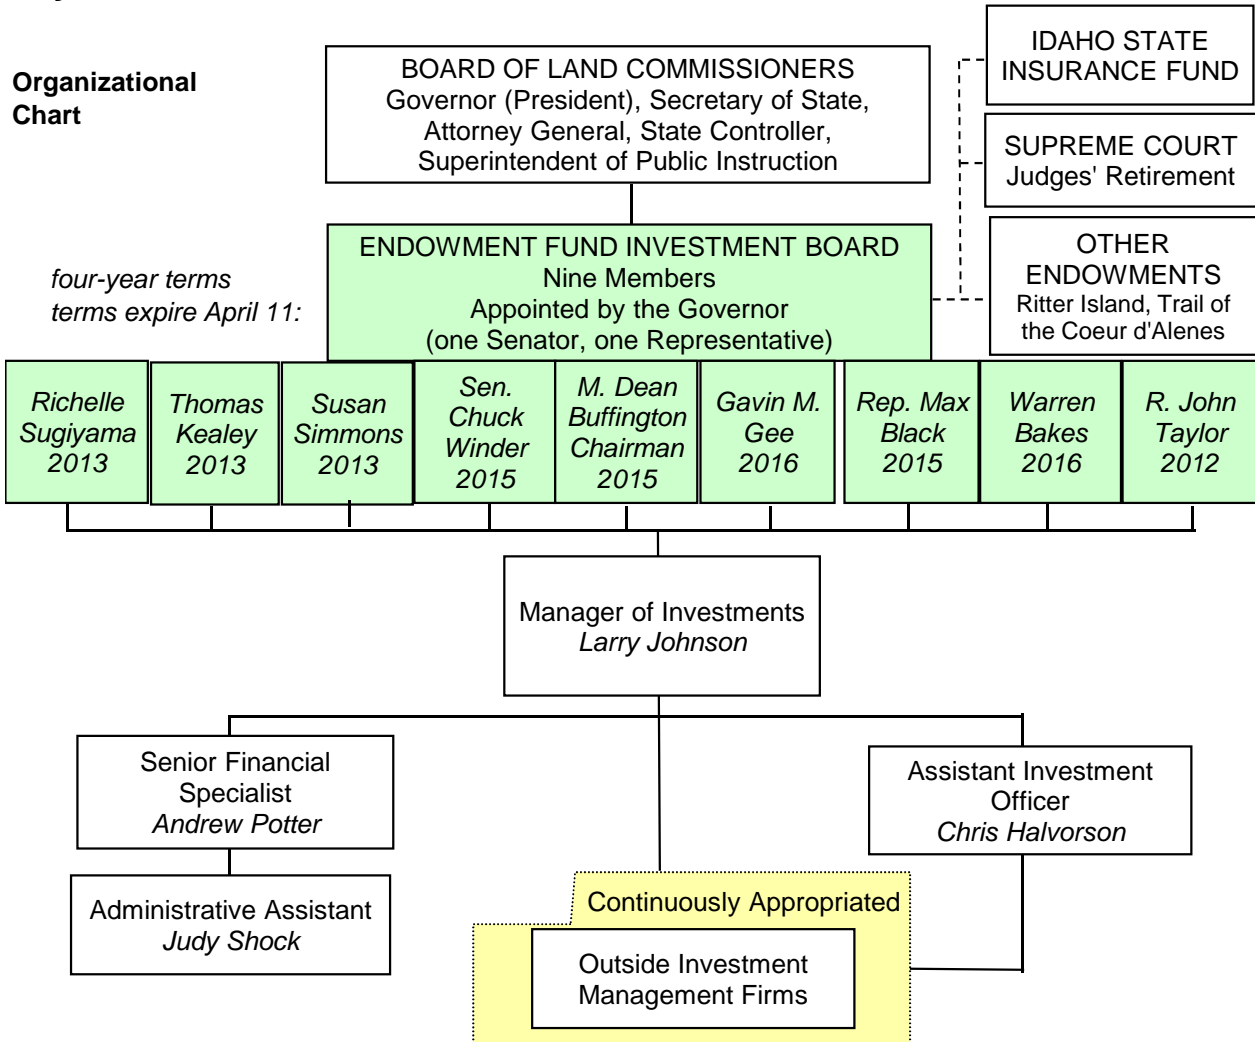 Organizational
Chart
BOARD OF LAND COMMISSIONERS
Governor (President), Secretary of State,
Attorney General, State Controller,
Superintendent of Public Instruction
IDAHO STATE
INSURANCE FUND
SUPREME COURT
Judges' Retirement
OTHER
ENDOWMENTS
Ritter Island, Trail of
the Coeur d'Alenes
ENDOWMENT FUND INVESTMENT BOARD
Nine Members
Appointed by the Governor
(one Senator, one Representative)
four-year terms
terms expire April 11:
Richelle
Sugiyama
2013
Thomas
Kealey
2013
Susan
Simmons
2013
Sen.
Chuck
Winder
2015
M. Dean
Buffington
Chairman
2015
Gavin M.
Gee
2016
Rep. Max
Black
2015
Warren
Bakes
2016
R. John
Taylor
2012
Manager of Investments
Larry Johnson
Senior Financial
Specialist
Andrew Potter
Assistant Investment
Officer
Chris Halvorson
Administrative Assistant
Judy Shock
Continuously Appropriated
Outside Investment
Management Firms